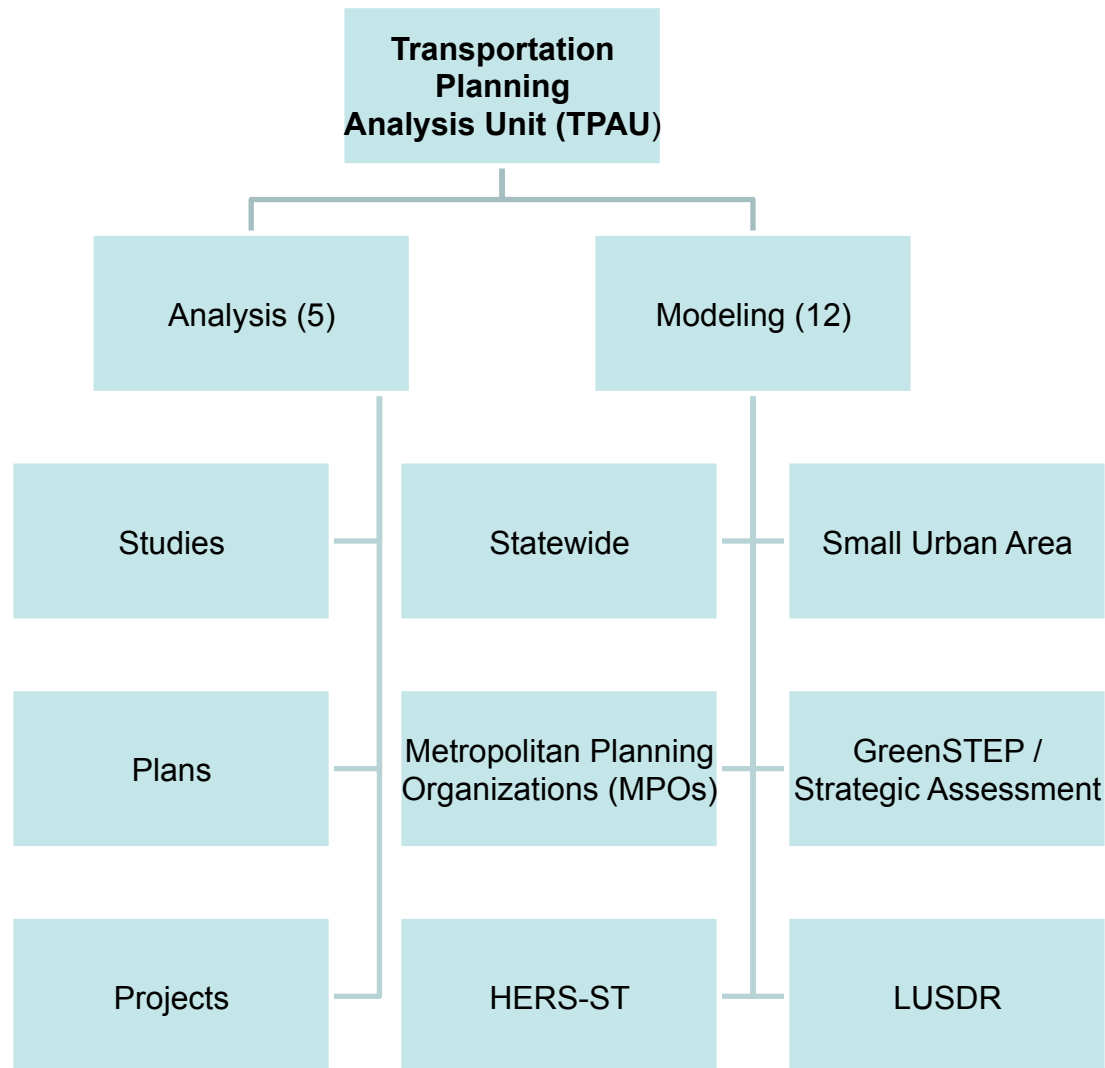 Transportation
Planning
Analysis Unit (TPAU)
Analysis (5)
Modeling (12)
Studies
Statewide
Small Urban Area
Plans
Metropolitan Planning
Organizations (MPOs)
GreenSTEP /
Strategic Assessment
Projects
HERS-ST
LUSDR